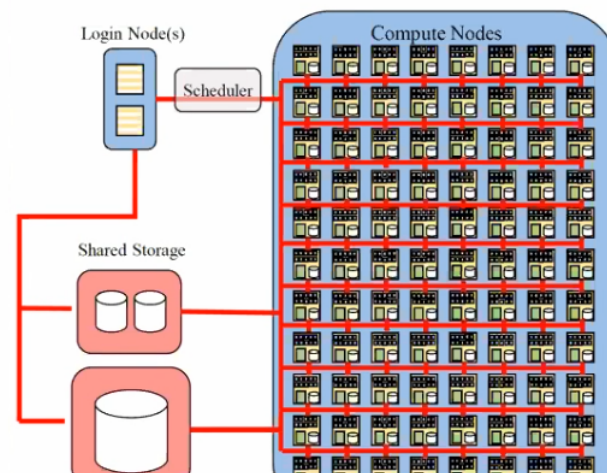 Login Node(s)
Compute Nodes
Scheduler
Shared Storage